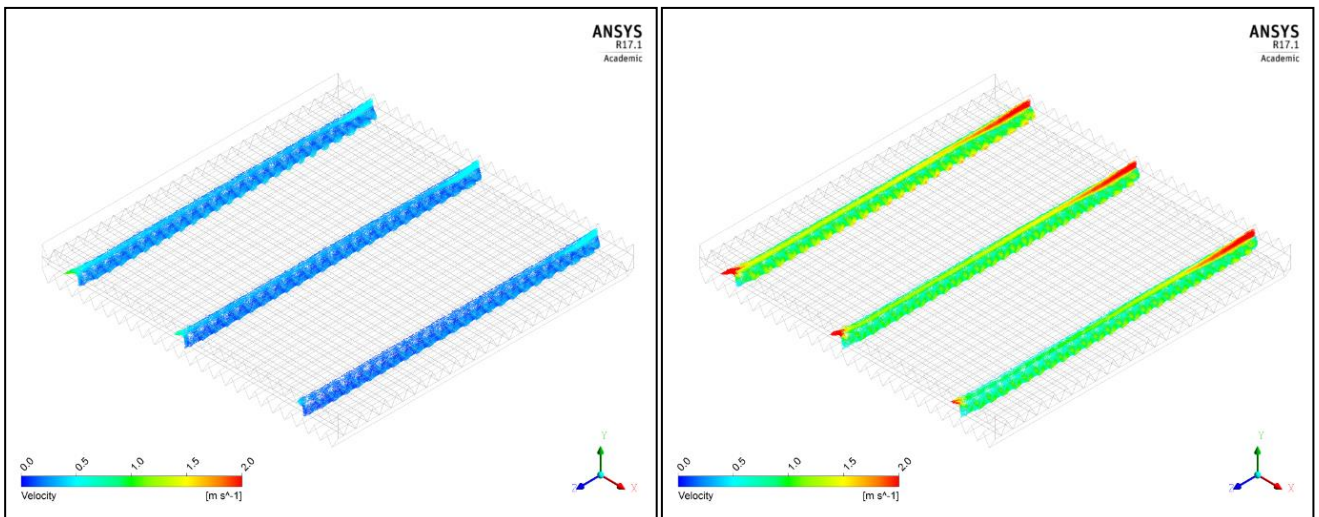 ANSYS
R17.1
Academic
Y
Z
X
0.0
0.5
1.0
1.5
2.0
Velocity
[m s^-1]
ANSYS
R17.1
Academic
Y
Z
X
0.0
0.5
1.0
1.5
2.0
Velocity
[m s^-1]